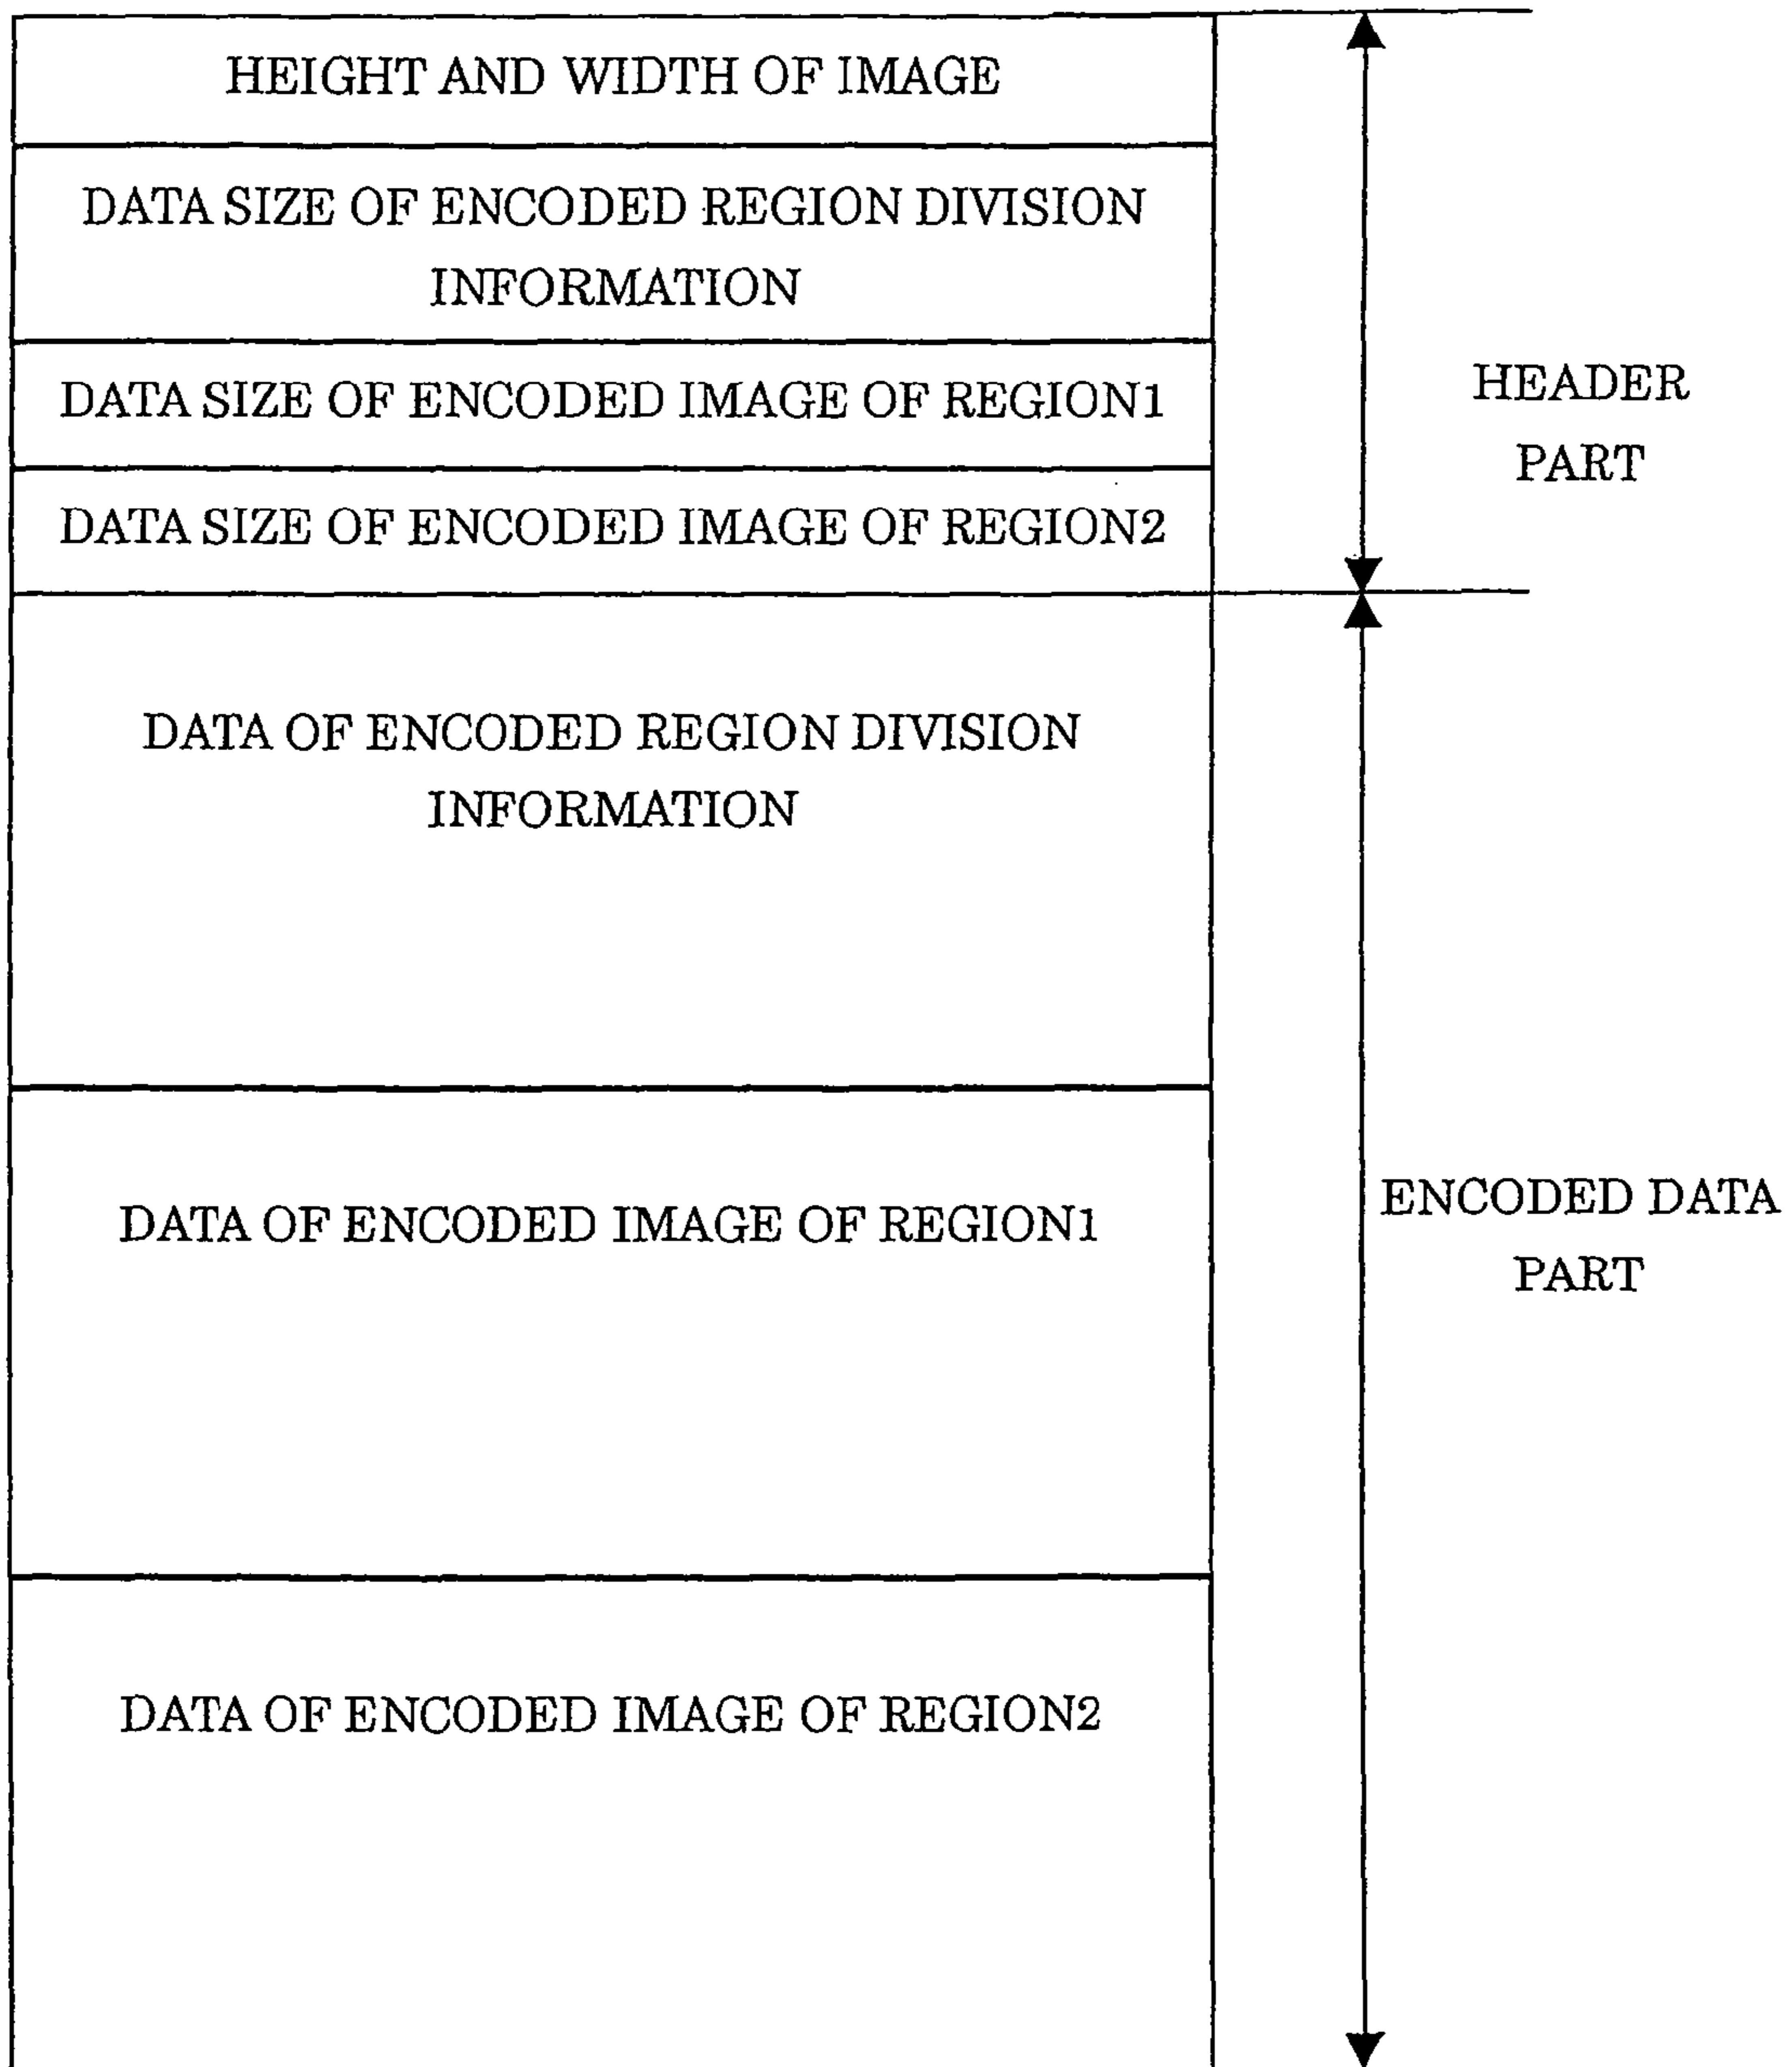 HEIGHT AND WIDTH OF IMAGE
DATA SIZE OF ENCODED REGION DIVISION
INFORMATION
DATA SIZE OF ENCODED IMAGE OF REGION1
DATA SIZE OF ENCODED IMAGE OF REGION2
HEADER
PART
DATA OF ENCODED REGION DIVISION
INFORMATION
DATA OF ENCODED IMAGE OF REGION1
DATA OF ENCODED IMAGE OF REGION2
ENCODED DATA
PART